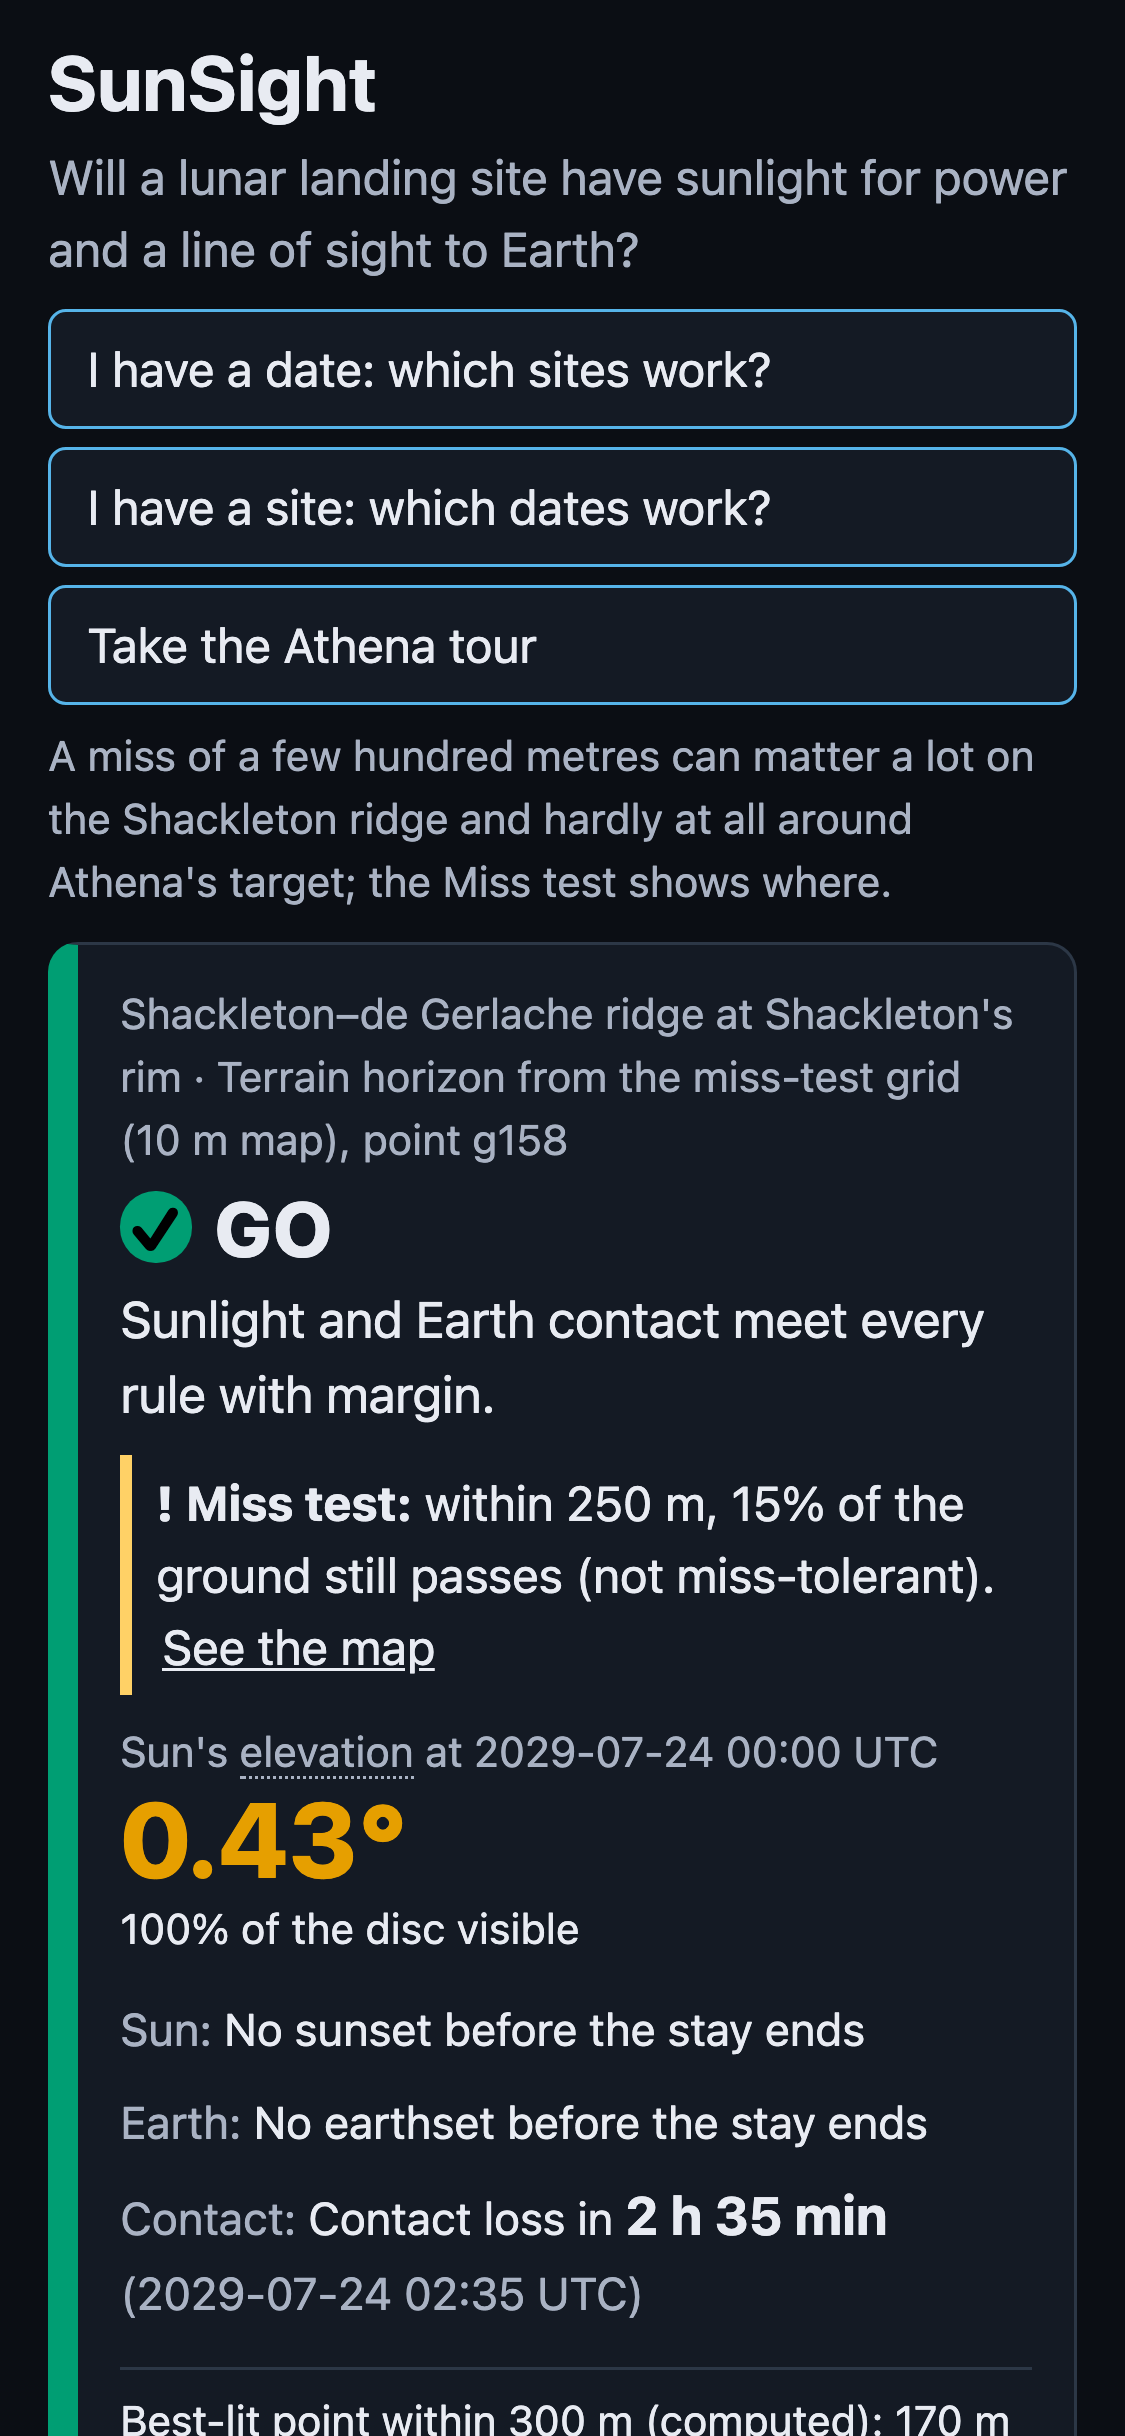 SunSight
Will a lunar landing site have sunlight for power
and a line of sight to Earth?
I have a date: which sites work?
I have a site: which dates work?
Take the Athena tour
A miss of a few hundred metres can matter a lot on
the Shackleton ridge and hardly at all around
Athena's target; the Miss test shows where.
Shackleton–de Gerlache ridge at Shackleton's
rim · Terrain horizon from the miss-test grid
(10 m map), point g158
GO
Sunlight and Earth contact meet every
rule with margin.
! Miss test: within 250 m, 15% of the
ground still passes (not miss-tolerant).
See the map
Sun's elevation at 2029-07-24 00:00 UTC
0.43°
100% of the disc visible
Sun: No sunset before the stay ends
Earth: No earthset before the stay ends
Contact: Contact loss in 2 h 35 min
(2029-07-24 02:35 UTC)
Best-lit point within 300 m (computed): 170 m